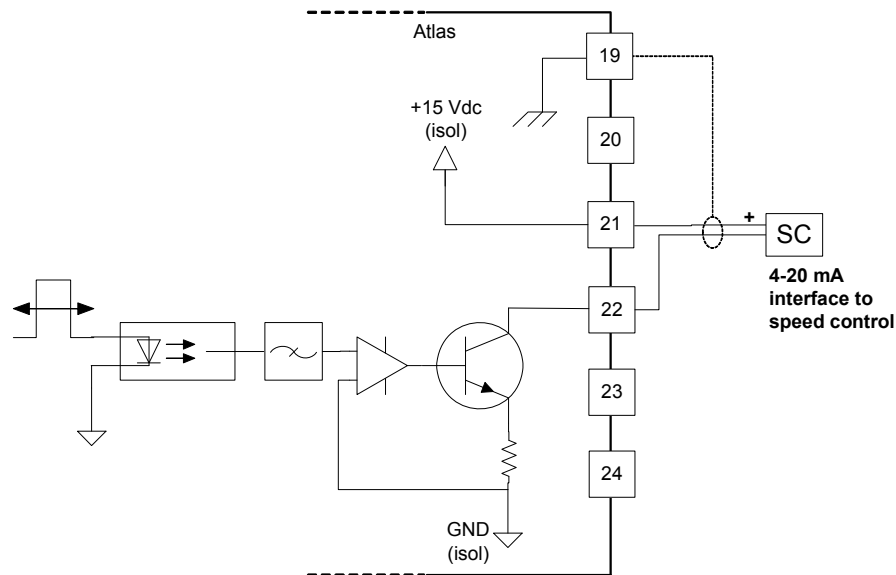 Atlas
19
+15 Vdc
(isol)
20
21
+
SC
4-20 mA
interface to
speed control
22
23
24
GND
(isol)